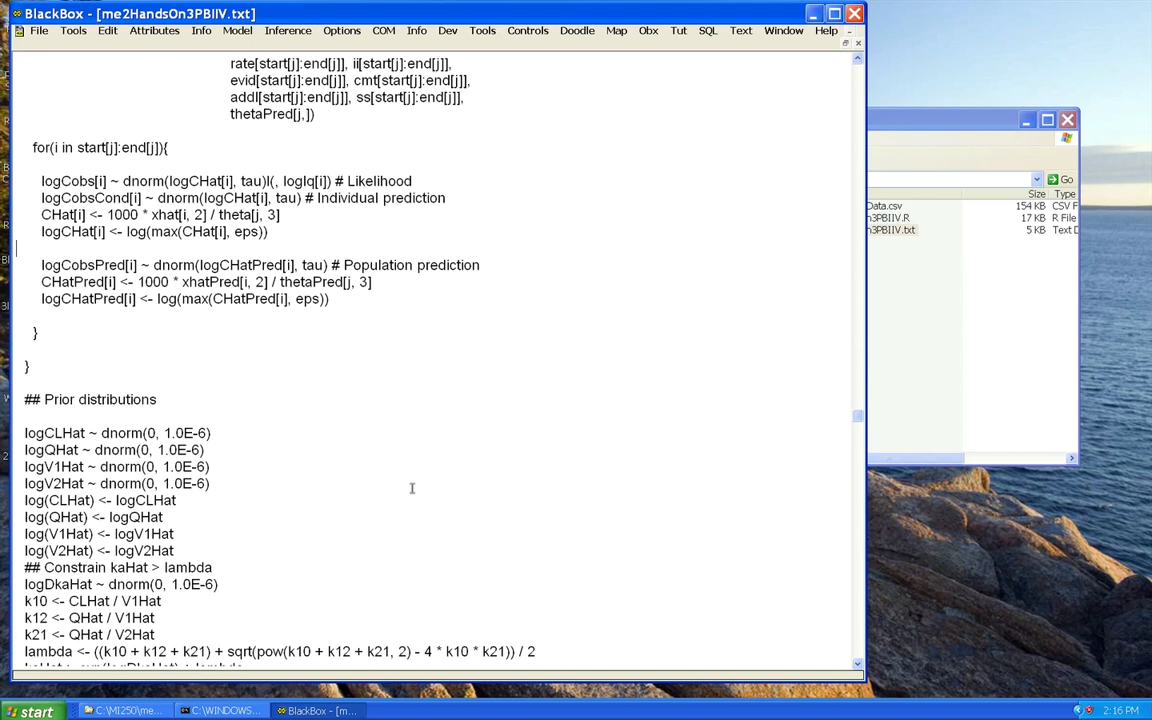 BlackBox - [me2HandsOn3PBIIV.txt]
File Tools Edit Attributes Info Model Inference Options COM Info Dev Tools Controls Doodle Map Obx Tut SQL Text Window Help
rate[start[j]:end[j]], ii[start[j]:end[j]],
evid[start[j]:end[j]], cmt[start[j]:end[j]],
addl[start[j]:end[j]], ss[start[j]:end[j]],
thetaPred[j,])
for(i in start[j]:end[j]){
logCobs[i] ~ dnorm(logCHat[i], tau)I(, logIq[i]) # Likelihood
logCobsCond[i] ~ dnorm(logCHat[i], tau) # Individual prediction
CHat[i] <- 1000 * xhat[i, 2] / theta[j, 3]
logCHat[i] <- log(max(CHat[i], eps))
logCobsPred[i] ~ dnorm(logCHatPred[i], tau) # Population prediction
CHatPred[i] <- 1000 * xhatPred[i, 2] / thetaPred[j, 3]
logCHatPred[i] <- log(max(CHatPred[i], eps))
}
}
## Prior distributions
logCLHat ~ dnorm(0, 1.0E-6)
logQHat ~ dnorm(0, 1.0E-6)
logV1Hat ~ dnorm(0, 1.0E-6)
logV2Hat ~ dnorm(0, 1.0E-6)
log(CLHat) <- logCLHat
log(QHat) <- logQHat
log(V1Hat) <- logV1Hat
log(V2Hat) <- logV2Hat
## Constrain kaHat > lambda
logDkaHat ~ dnorm(0, 1.0E-6)
k10 <- CLHat / V1Hat
k12 <- QHat / V1Hat
k21 <- QHat / V2Hat
lambda <- ((k10 + k12 + k21) + sqrt(pow(k10 + k12 + k21, 2) - 4 * k10 * k21)) / 2
Go
Size Type
Data.csv 154 KB CSV F
n3PBIIV.R 17 KB R File
n3PBIIV.txt 5 KB Text D
start C:\MI250\me... C:\WINDOWS... BlackBox - [m... 2:16 PM